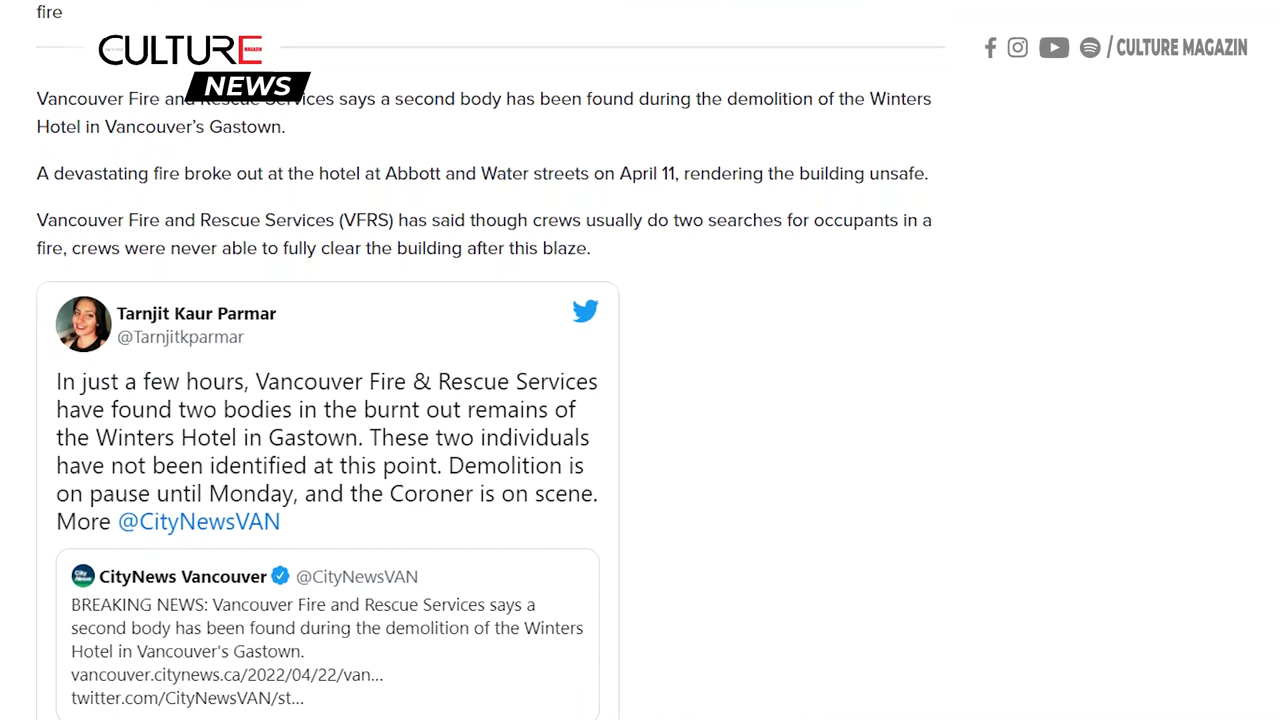 fire
CULTURE
MAGAZIN
NEWS
/ CULTURE MAGAZIN
Vancouver Fire and Rescue Services says a second body has been found during the demolition of the Winters
Hotel in Vancouver’s Gastown.
A devastating fire broke out at the hotel at Abbott and Water streets on April 11, rendering the building unsafe.
Vancouver Fire and Rescue Services (VFRS) has said though crews usually do two searches for occupants in a
fire, crews were never able to fully clear the building after this blaze.
Tarnjit Kaur Parmar
@Tarnjitkparmar
In just a few hours, Vancouver Fire & Rescue Services
have found two bodies in the burnt out remains of
the Winters Hotel in Gastown. These two individuals
have not been identified at this point. Demolition is
on pause until Monday, and the Coroner is on scene.
More @CityNewsVAN
CityNews Vancouver @CityNewsVAN
BREAKING NEWS: Vancouver Fire and Rescue Services says a
second body has been found during the demolition of the Winters
Hotel in Vancouver's Gastown.
vancouver.citynews.ca/2022/04/22/van...
twitter.com/CityNewsVAN/st...